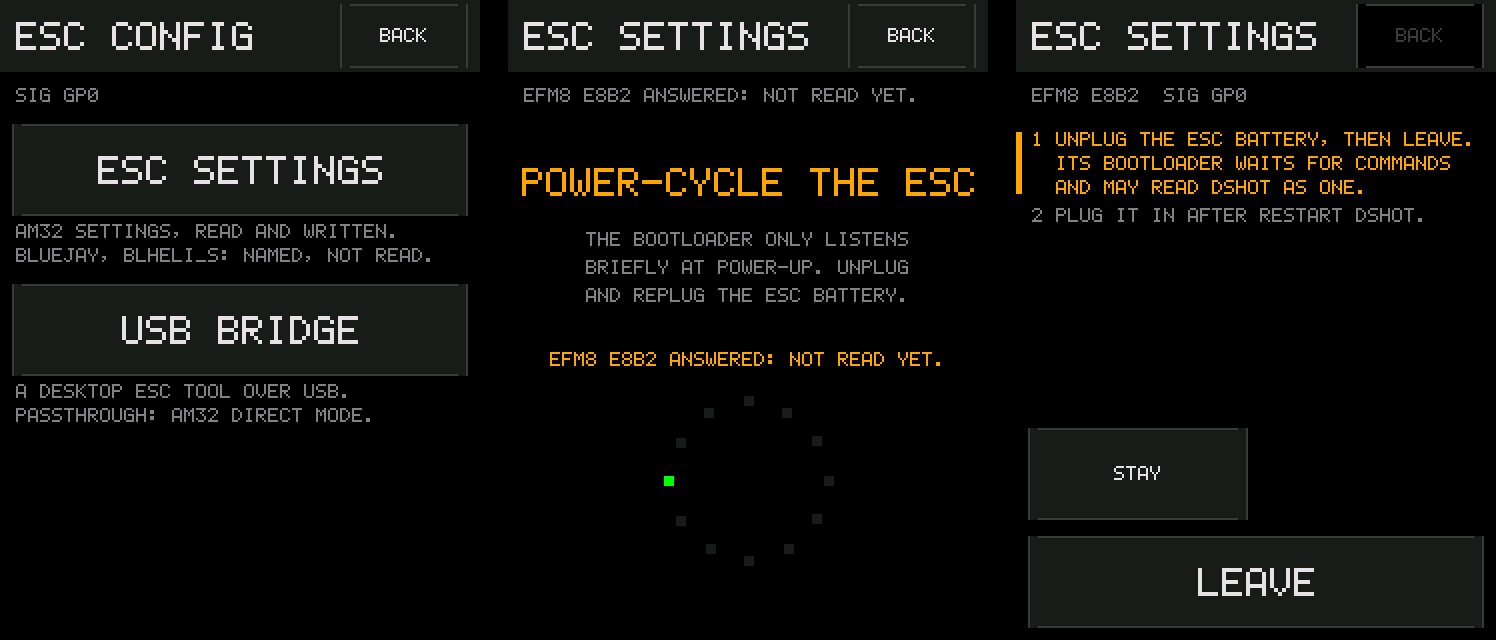 ESC CONFIG
BACK
SIG GP0
ESC SETTINGS
AM32 SETTINGS, READ AND WRITTEN.
BLUEJAY, BLHELI_S: NAMED, NOT READ.
USB BRIDGE
A DESKTOP ESC TOOL OVER USB.
PASSTHROUGH: AM32 DIRECT MODE.
ESC SETTINGS
BACK
EFM8 E8B2 ANSWERED: NOT READ YET.
POWER-CYCLE THE ESC
THE BOOTLOADER ONLY LISTENS
BRIEFLY AT POWER-UP. UNPLUG
AND REPLUG THE ESC BATTERY.
EFM8 E8B2 ANSWERED: NOT READ YET.
ESC SETTINGS
BACK
EFM8 E8B2 SIG GP0
1 UNPLUG THE ESC BATTERY, THEN LEAVE.
ITS BOOTLOADER WAITS FOR COMMANDS
AND MAY READ DSHOT AS ONE.
2 PLUG IT IN AFTER RESTART DSHOT.
STAY
LEAVE